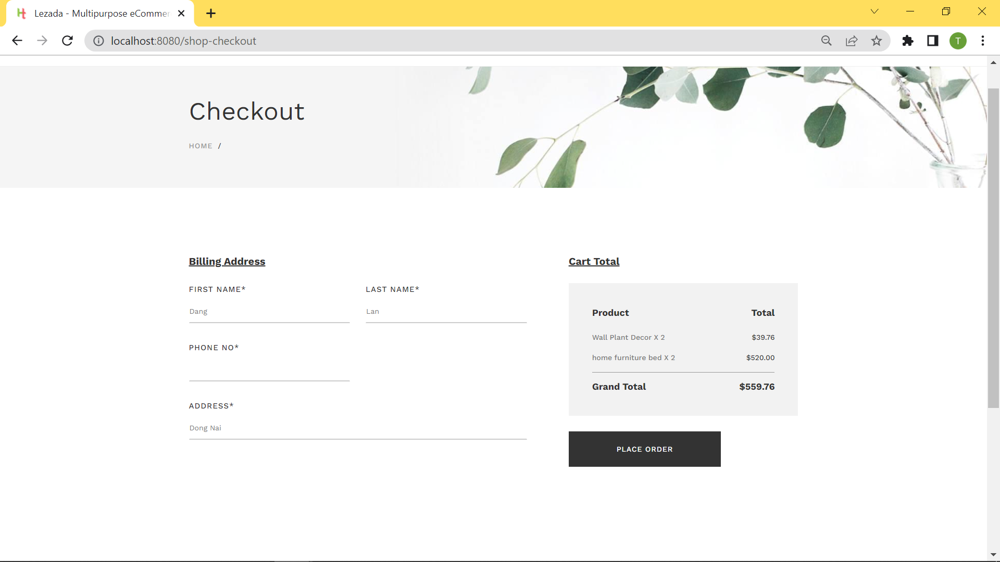 Lezada - Multipurpose eCommer
localhost:8080/shop-checkout
T
Checkout
HOME /
Billing Address
FIRST NAME*
LAST NAME*
Dang
Lan
PHONE NO*
ADDRESS*
Dong Nai
Cart Total
Product Total
Wall Plant Decor X 2 $39.76
home furniture bed X 2 $520.00
Grand Total $559.76
PLACE ORDER